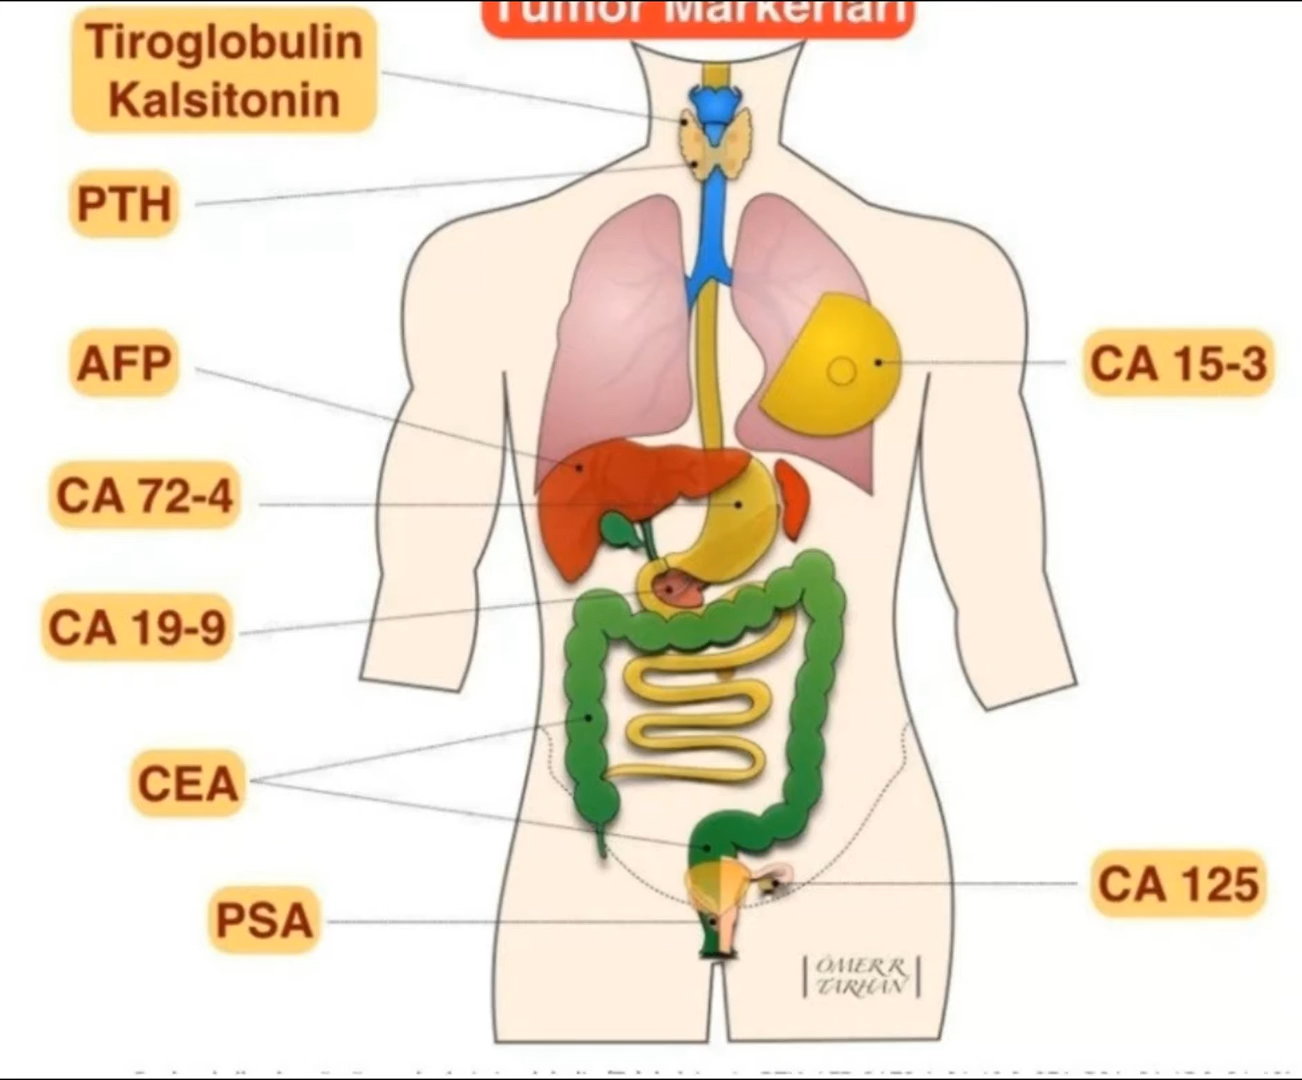 Tümör Markerları
Tiroglobulin
Kalsitonin
PTH
AFP
CA 15-3
CA 72-4
CA 19-9
CEA
CA 125
PSA
ÖMER R
TARHAN